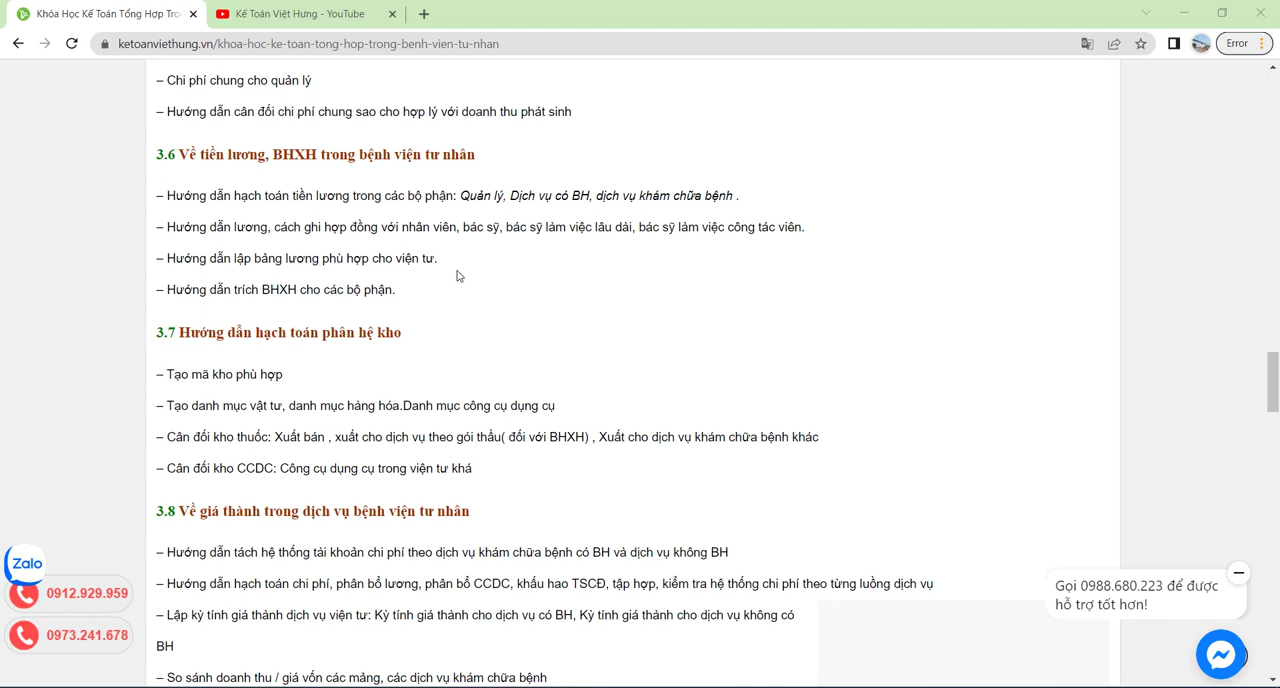 Khóa Học Kế Toán Tổng Hợp Tro
Kế Toán Việt Hưng - YouTube
ketoanviethung.vn/khoa-hoc-ke-toan-tong-hop-trong-benh-vien-tu-nhan
Error
– Chi phí chung cho quản lý
– Hướng dẫn cân đối chi phí chung sao cho hợp lý với doanh thu phát sinh
3.6 Về tiền lương, BHXH trong bệnh viện tư nhân
– Hướng dẫn hạch toán tiền lương trong các bộ phận: Quản lý, Dịch vụ có BH, dịch vụ khám chữa bệnh .
– Hướng dẫn lương, cách ghi hợp đồng với nhân viên, bác sỹ, bác sỹ làm việc lâu dài, bác sỹ làm việc công tác viên.
– Hướng dẫn lập bảng lương phù hợp cho viện tư.
– Hướng dẫn trích BHXH cho các bộ phận.
3.7 Hướng dẫn hạch toán phân hệ kho
– Tạo mã kho phù hợp
– Tạo danh mục vật tư, danh mục hàng hóa.Danh mục công cụ dụng cụ
– Cân đối kho thuốc: Xuất bán , xuất cho dịch vụ theo gói thầu( đối với BHXH) , Xuất cho dịch vụ khám chữa bệnh khác
– Cân đối kho CCDC: Công cụ dụng cụ trong viện tư khá
3.8 Về giá thành trong dịch vụ bệnh viện tư nhân
– Hướng dẫn tách hệ thống tài khoản chi phí theo dịch vụ khám chữa bệnh có BH và dịch vụ không BH
– Hướng dẫn hạch toán chi phí, phân bổ lương, phân bổ CCDC, khấu hao TSCĐ, tập hợp, kiểm tra hệ thống chi phí theo từng luồng dịch vụ
– Lập kỳ tính giá thành dịch vụ viện tư: Kỳ tính giá thành cho dịch vụ có BH, Kỳ tính giá thành cho dịch vụ không có
BH
– So sánh doanh thu / giá vốn các mảng, các dịch vụ khám chữa bệnh
Zalo
0912.929.959
0973.241.678
Gọi 0988.680.223 để được
hỗ trợ tốt hơn!